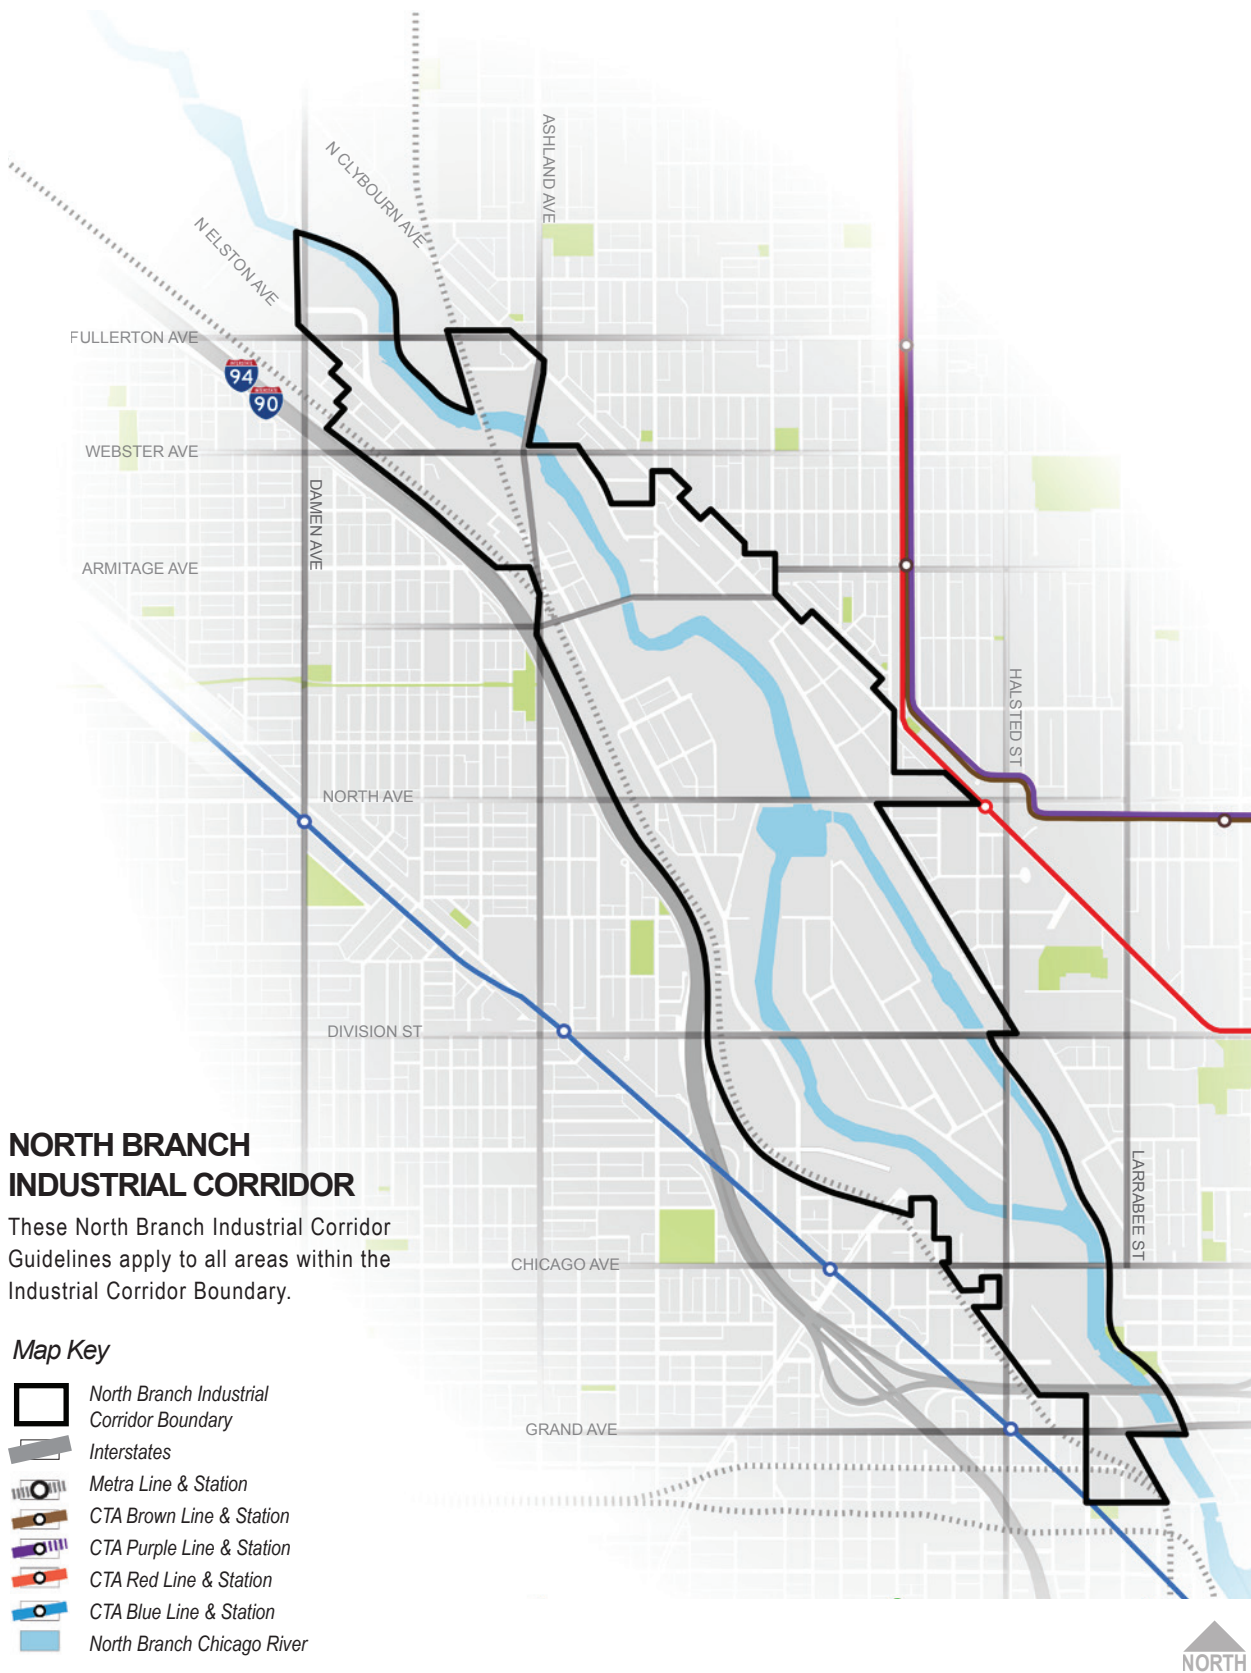 N CLYBOURN AVE
ASHLAND AVE
N ELSTON AVE
FULLERTON AVE
94
90
WEBSTER AVE
DAMEN AVE
ARMITAGE AVE
HALSTED ST
NORTH AVE
DIVISION ST
NORTH BRANCH
INDUSTRIAL CORRIDOR
These North Branch Industrial Corridor
Guidelines apply to all areas within the
Industrial Corridor Boundary.
LARRABEE ST
CHICAGO AVE
GRAND AVE
Map Key
North Branch Industrial
Corridor Boundary
Interstates
Metra Line & Station
CTA Brown Line & Station
CTA Purple Line & Station
CTA Red Line & Station
CTA Blue Line & Station
North Branch Chicago River
NORTH